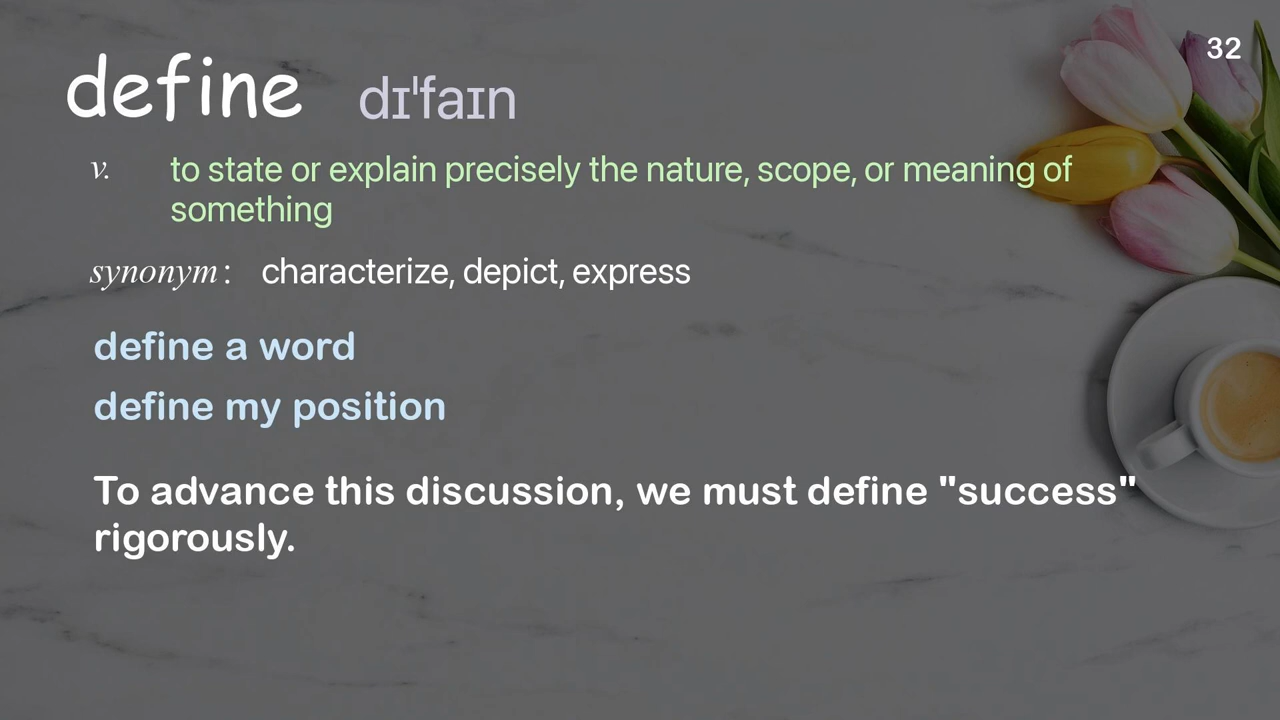 32
define dɪˈfaɪn
v. to state or explain precisely the nature, scope, or meaning of
something
synonym: characterize, depict, express
define a word
define my position
To advance this discussion, we must define "success"
rigorously.